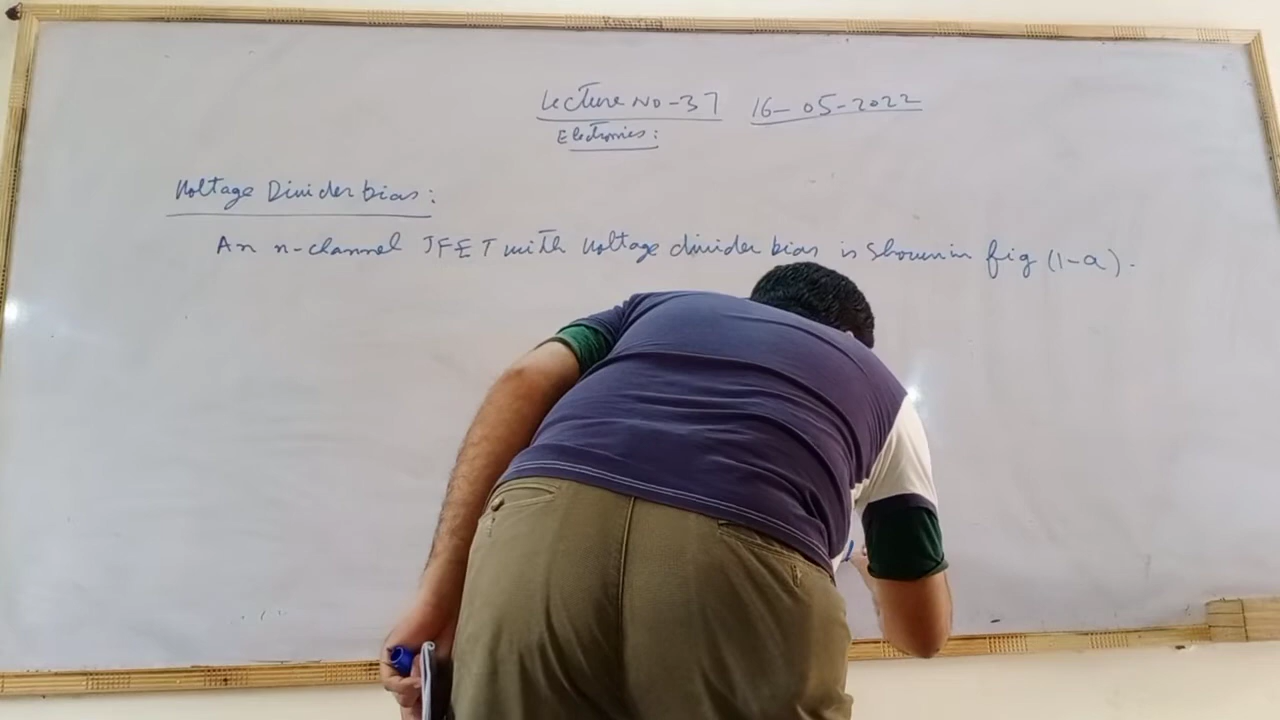 Lecture No-37 16-05-2022
Electronics:
Voltage Divider bias:
An n-channel JFET with voltage divider bias is shown in fig (1-a).